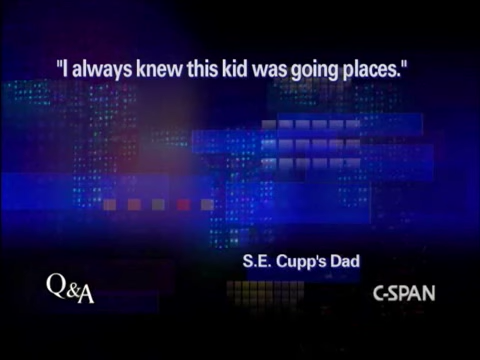 "I always knew this kid was going places."
S.E. Cupp's Dad
Q&A
C-SPAN